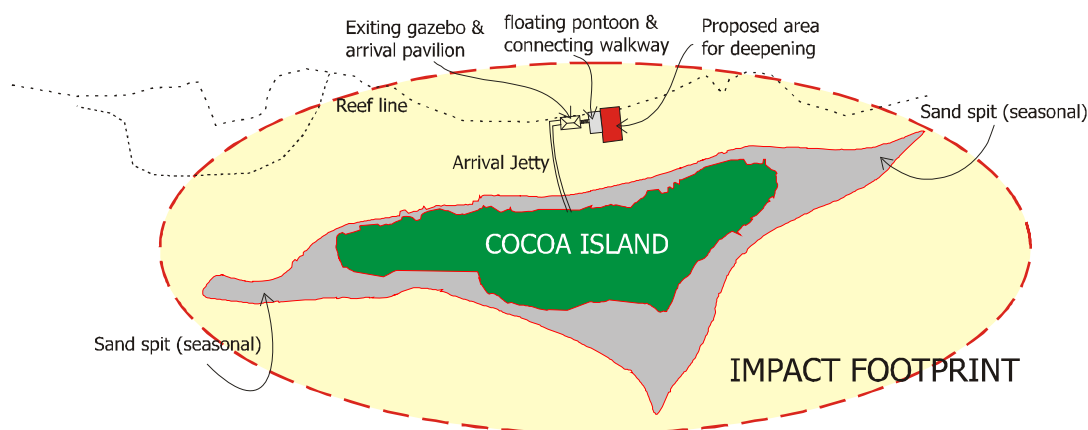 Exiting gazebo &
arrival pavilion
floating pontoon &
connecting walkway
Proposed area
for deepening
Reef line
Sand spit (seasonal)
Arrival Jetty
COCOA ISLAND
Sand spit (seasonal)
IMPACT FOOTPRINT